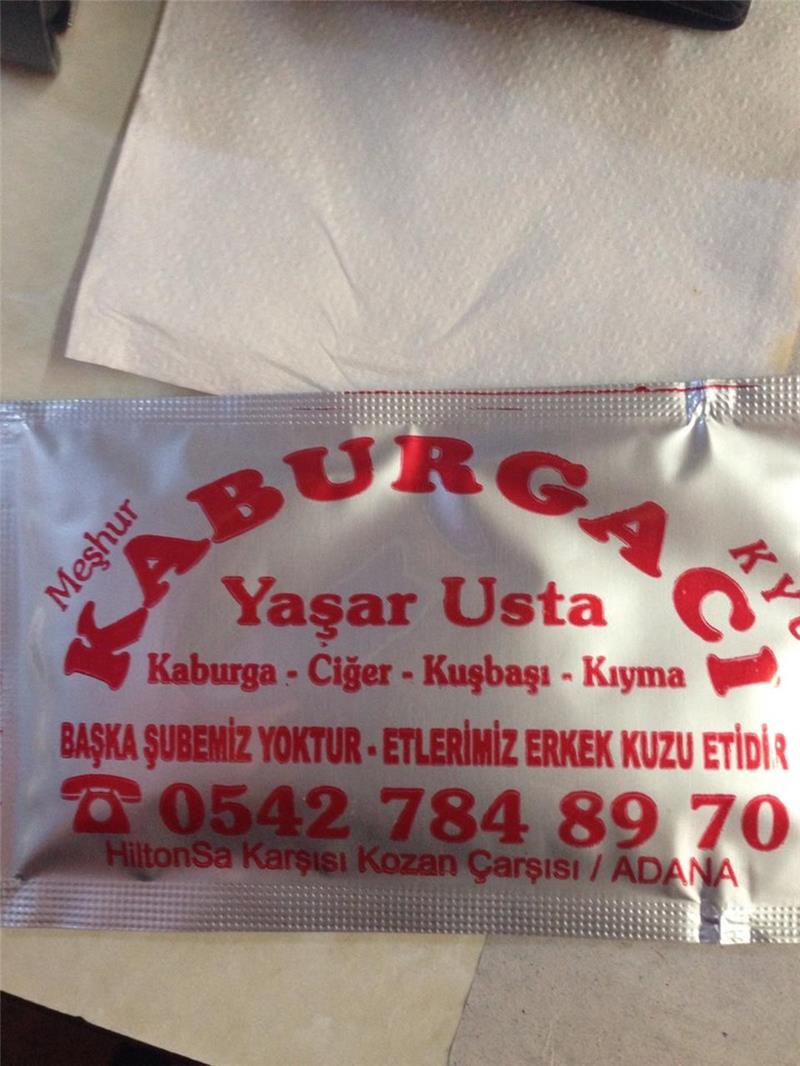 Meşhur
KABURGACI
Yaşar Usta
Kaburga - Ciğer - Kuşbaşı - Kıyma
BAŞKA ŞUBEMİZ YOKTUR - ETLERİMİZ ERKEK KUZU ETİDİR
0542 784 89 70
HiltonSa Karşısı Kozan Çarşısı / ADANA